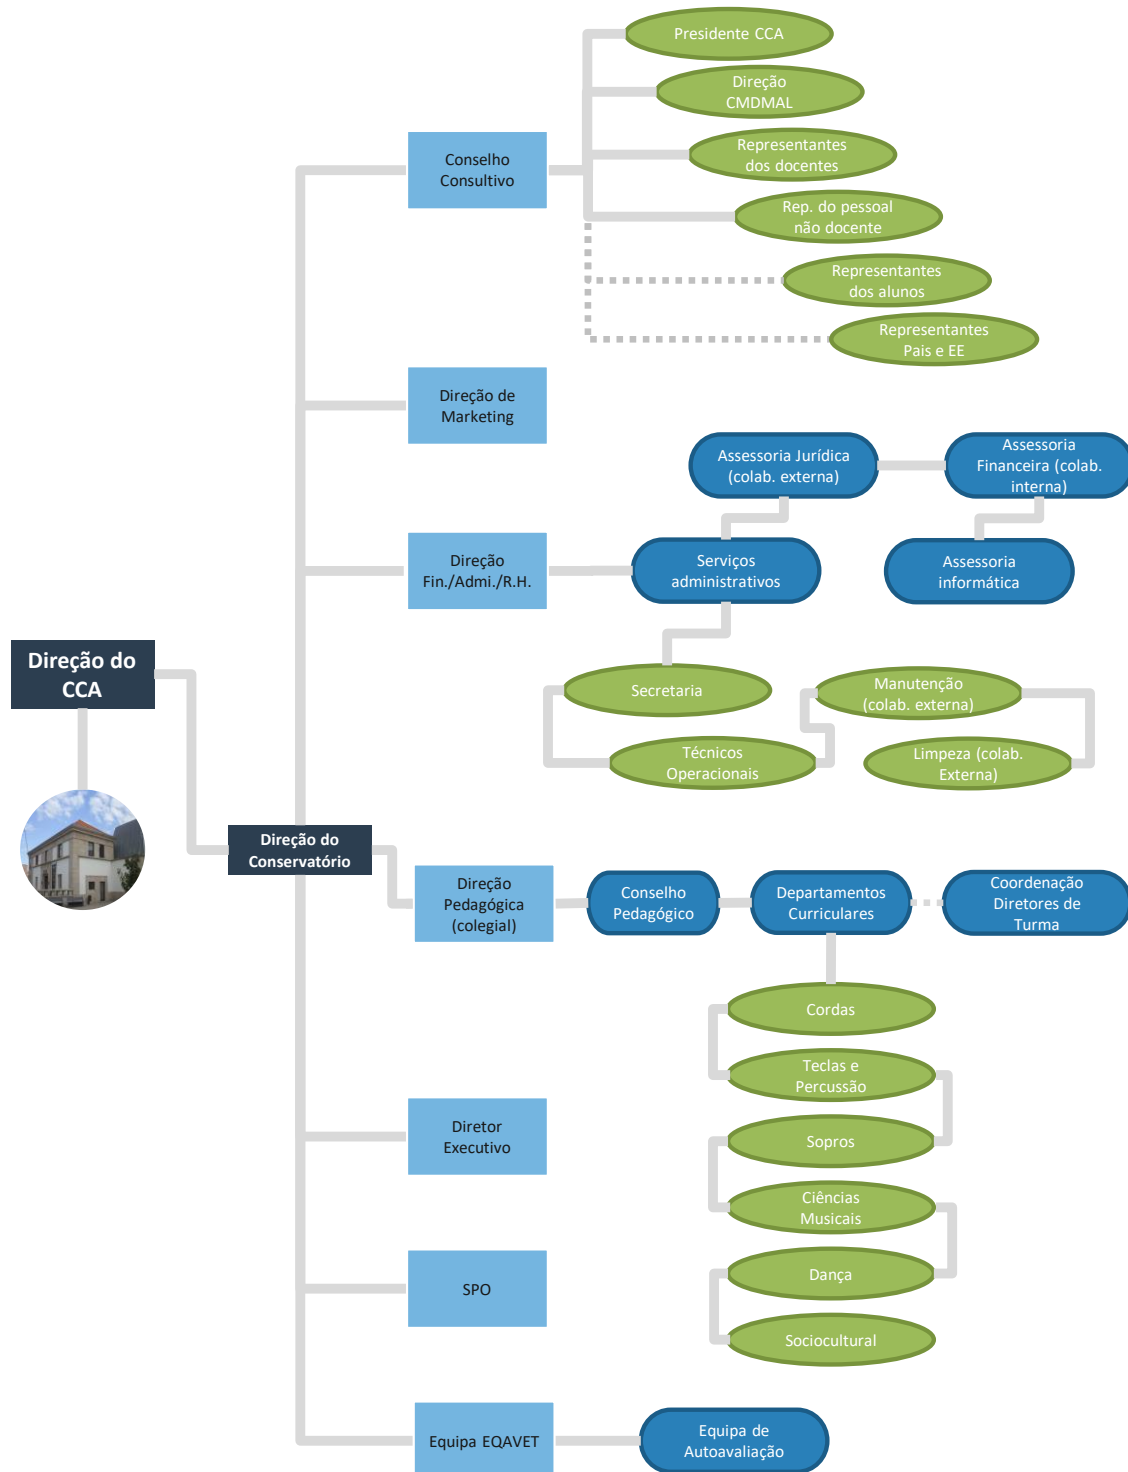 Presidente CCA
Direção
CMDMAL
Representantes
dos docentes
Conselho
Consultivo
Rep. do pessoal
não docente
Representantes
dos alunos
Representantes
Pais e EE
Direção de
Marketing
Assessoria Jurídica
(colab. externa)
Assessoria
Financeira (colab.
interna)
Direção
Fin./Admi./R.H.
Serviços
administrativos
Assessoria
informática
Direção do
CCA
Secretaria
Manutenção
(colab. externa)
Técnicos
Operacionais
Limpeza (colab.
Externa)
Direção do
Conservatório
Direção
Pedagógica
(colegial)
Conselho
Pedagógico
Departamentos
Curriculares
Coordenação
Diretores de
Turma
Cordas
Teclas e
Percussão
Diretor
Executivo
Sopros
Ciências
Musicais
SPO
Dança
Sociocultural
Equipa EQAVET
Equipa de
Autoavaliação